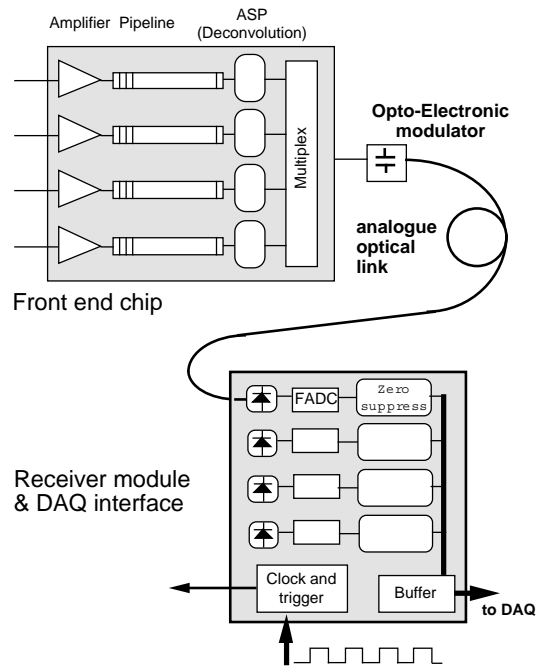 ASP
Amplifier Pipeline (Deconvolution)
Multiplex
Opto-Electronic
modulator
analogue
optical
link
Front end chip
FADC
Zero
suppress
Receiver module
& DAQ interface
Clock and
trigger
Buffer
to DAQ